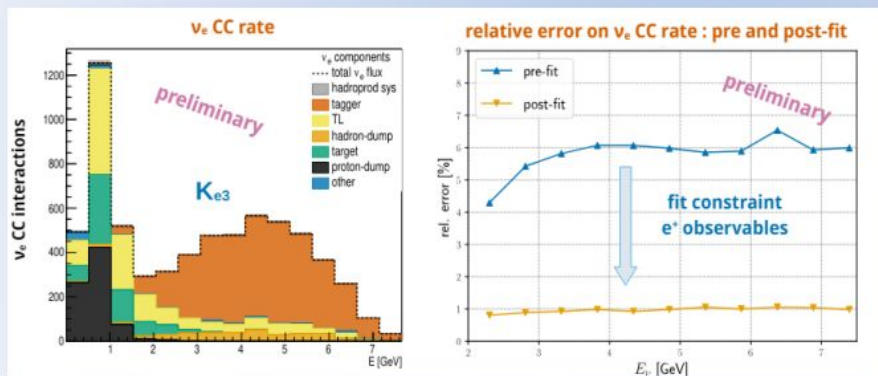 νₑ CC rate
νₑ CC interactions
1200
1000
800
600
400
200
0
1
2
3
4
5
6
7
E [GeV]
preliminary
Kₑ₃
νₑ components
total νₑ flux
hadroprod sys
tagger
TL
hadron-dump
target
proton-dump
other
relative error on νₑ CC rate : pre and post-fit
rel. error [%]
9
8
7
6
5
4
3
2
1
0
2
3
4
5
6
7
Eᵥ [GeV]
pre-fit
post-fit
preliminary
fit constraint
e⁺ observables